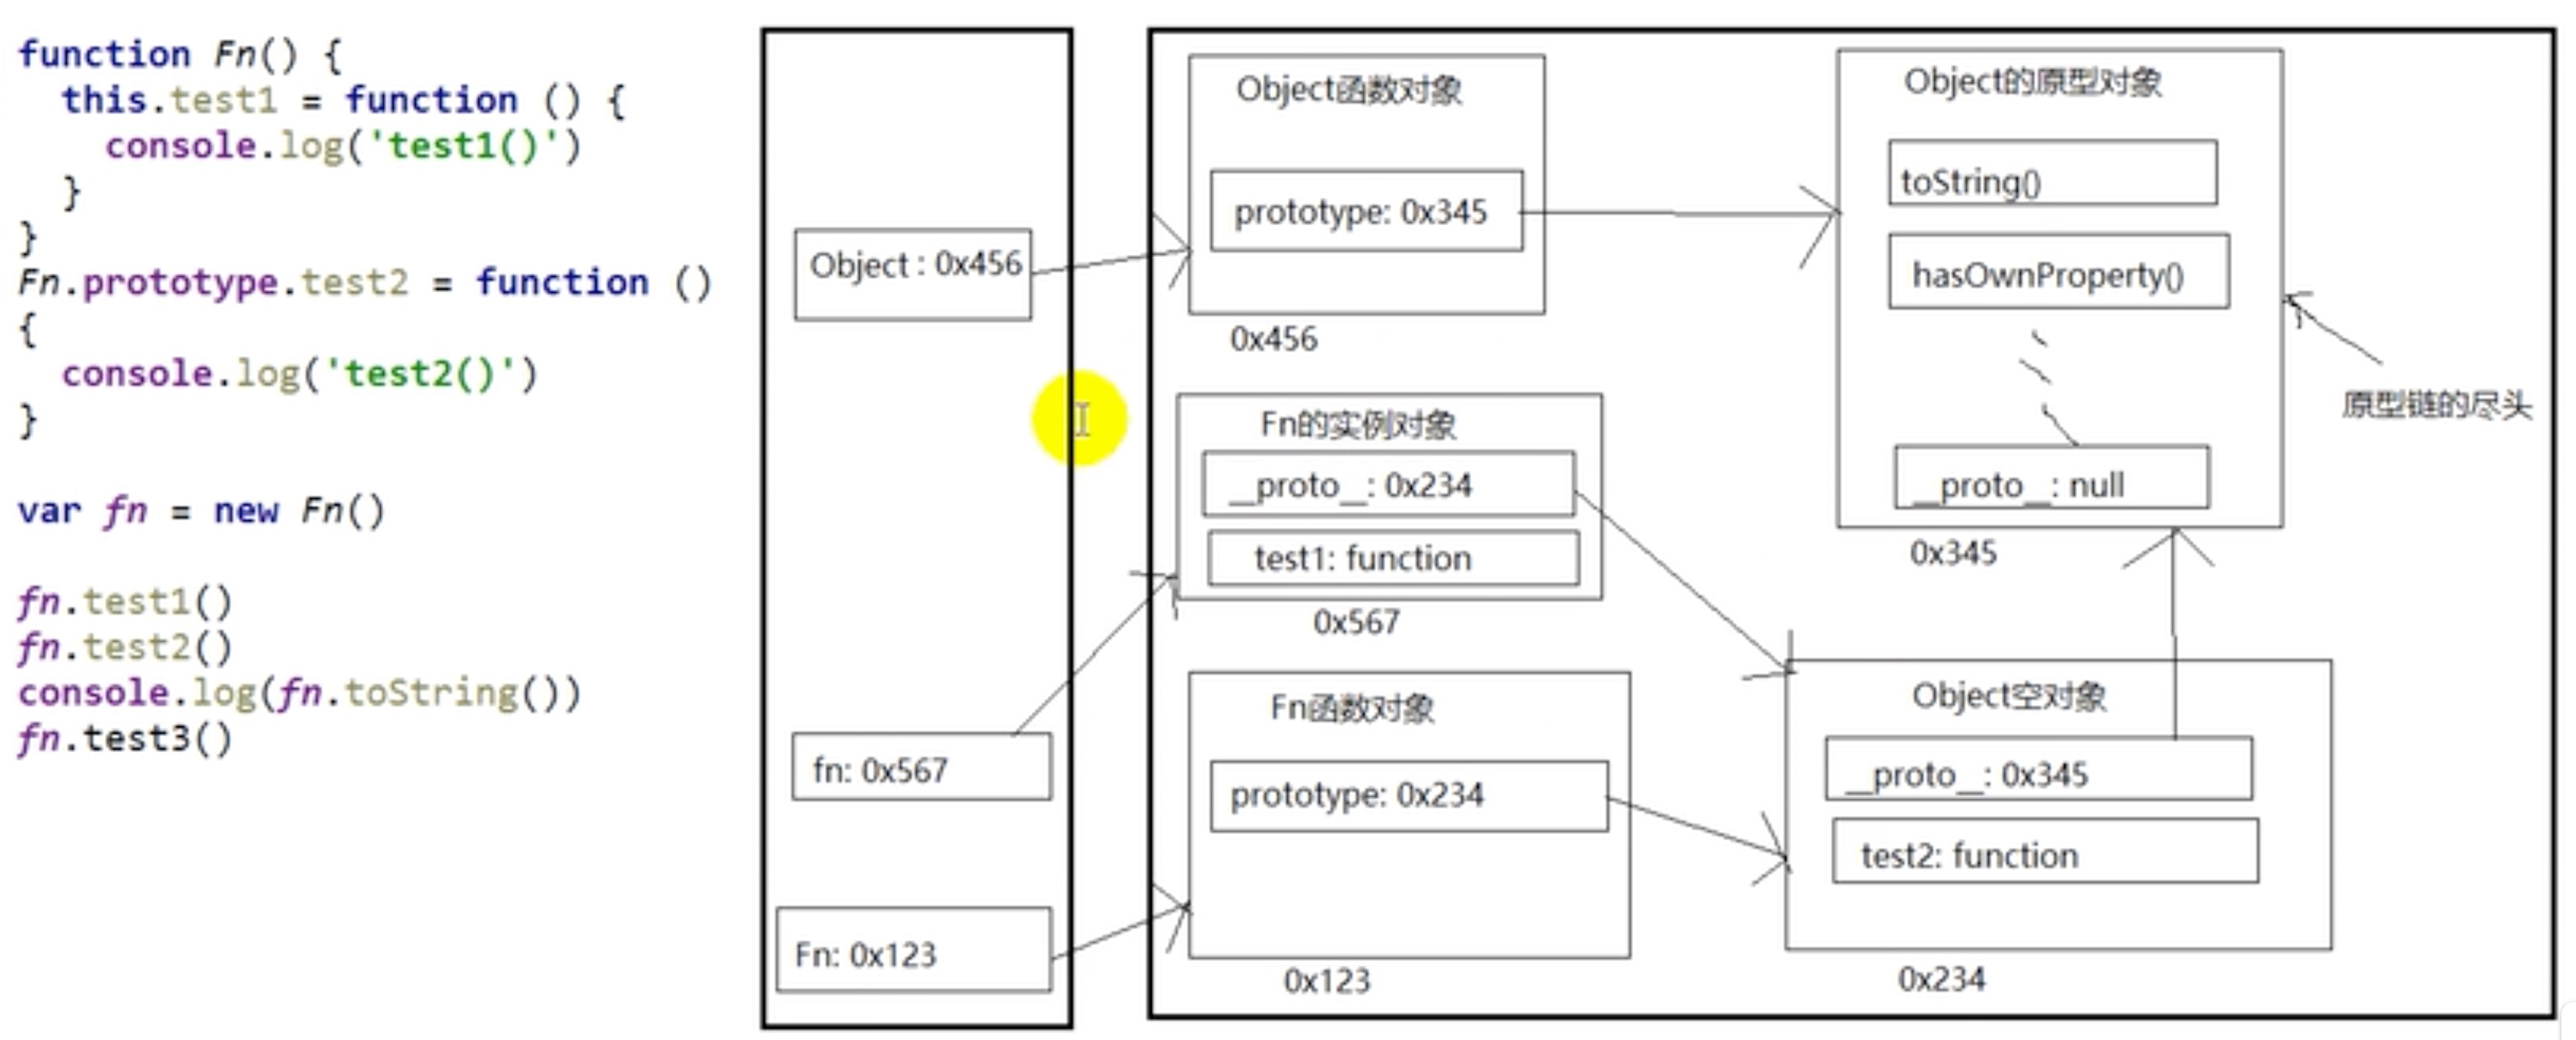 function Fn() {
this.test1 = function () {
console.log('test1()')
}
}
Fn.prototype.test2 = function ()
{
console.log('test2()')
}
var fn = new Fn()
fn.test1()
fn.test2()
console.log(fn.toString())
fn.test3()
Object : 0x456
fn: 0x567
Fn: 0x123
Object函数对象
prototype: 0x345
0x456
Fn的实例对象
__proto__: 0x234
test1: function
0x567
Fn函数对象
prototype: 0x234
0x123
Object的原型对象
toString()
hasOwnProperty()
__proto__: null
0x345
原型链的尽头
Object空对象
__proto__: 0x345
test2: function
0x234